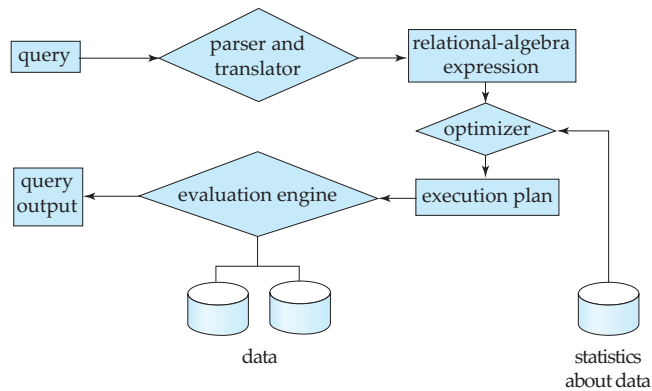 query
parser and
translator
relational-algebra
expression
optimizer
query
output
evaluation engine
execution plan
data
statistics
about data